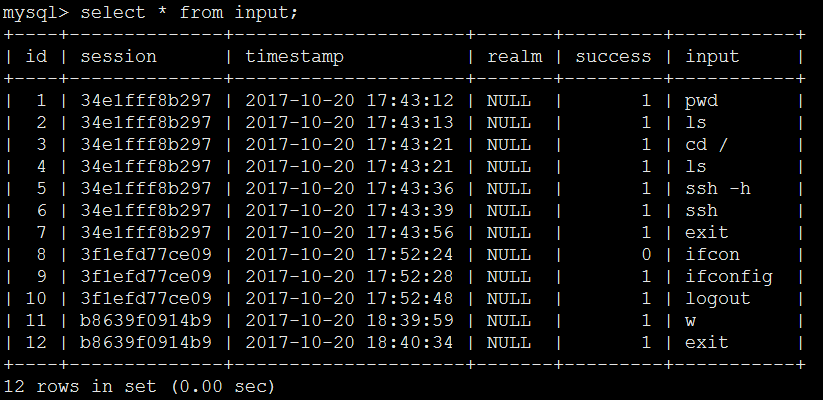 mysql> select * from input;
+----+--------------+---------------------+-------+---------+-----------+
| id | session      | timestamp           | realm | success | input     |
+----+--------------+---------------------+-------+---------+-----------+
|  1 | 34e1fff8b297 | 2017-10-20 17:43:12 | NULL  |       1 | pwd       |
|  2 | 34e1fff8b297 | 2017-10-20 17:43:13 | NULL  |       1 | ls        |
|  3 | 34e1fff8b297 | 2017-10-20 17:43:21 | NULL  |       1 | cd /      |
|  4 | 34e1fff8b297 | 2017-10-20 17:43:21 | NULL  |       1 | ls        |
|  5 | 34e1fff8b297 | 2017-10-20 17:43:36 | NULL  |       1 | ssh -h    |
|  6 | 34e1fff8b297 | 2017-10-20 17:43:39 | NULL  |       1 | ssh       |
|  7 | 34e1fff8b297 | 2017-10-20 17:43:56 | NULL  |       1 | exit      |
|  8 | 3f1efd77ce09 | 2017-10-20 17:52:24 | NULL  |       0 | ifcon     |
|  9 | 3f1efd77ce09 | 2017-10-20 17:52:28 | NULL  |       1 | ifconfig  |
| 10 | 3f1efd77ce09 | 2017-10-20 17:52:48 | NULL  |       1 | logout    |
| 11 | b8639f0914b9 | 2017-10-20 18:39:59 | NULL  |       1 | w         |
| 12 | b8639f0914b9 | 2017-10-20 18:40:34 | NULL  |       1 | exit      |
+----+--------------+---------------------+-------+---------+-----------+
12 rows in set (0.00 sec)